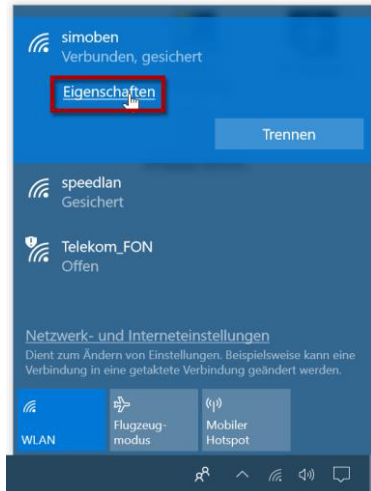 simoben
Verbunden, gesichert
Eigenschaften
Trennen
speedlan
Gesichert
Telekom_FON
Offen
Netzwerk- und Interneteinstellungen
Dient zum Ändern von Einstellungen. Beispielsweise kann eine
Verbindung in eine getaktete Verbindung geändert werden.
WLAN
Flugzeug-
modus
Mobiler
Hotspot